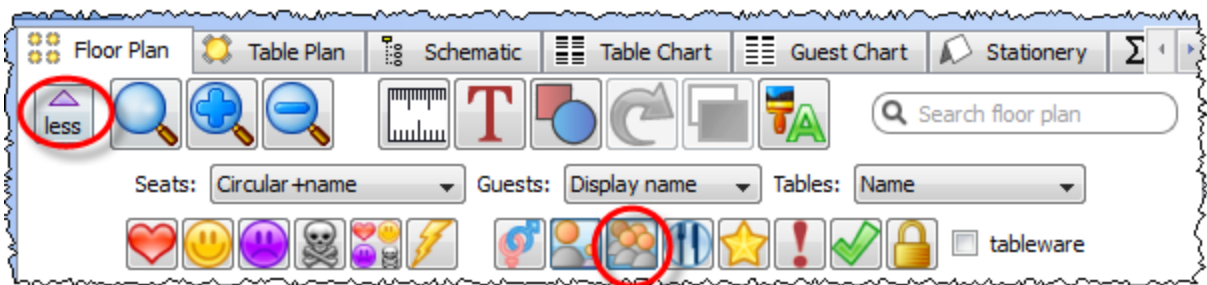 Floor Plan Table Plan Schematic Table Chart Guest Chart Stationery Σ
less T A Search floor plan
Seats: Circular+name Guests: Display name Tables: Name
tableware